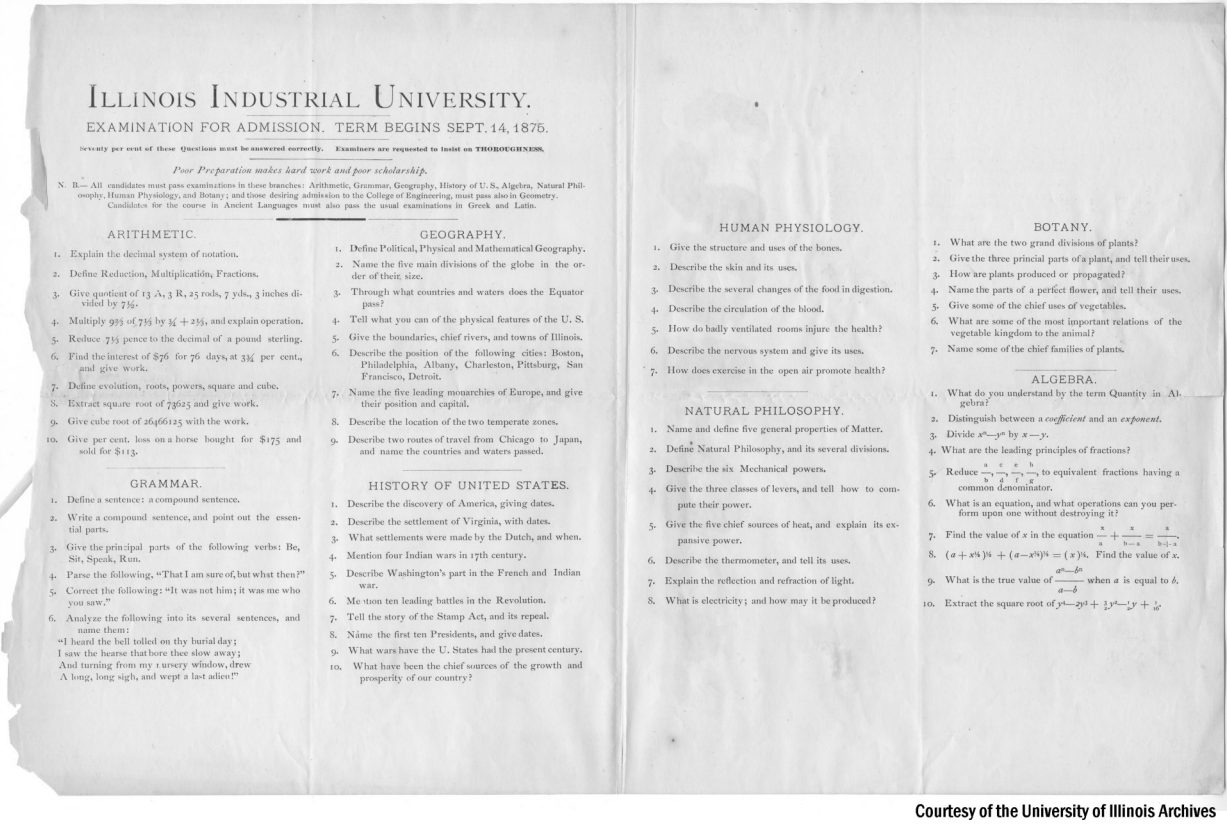 ILLINOIS INDUSTRIAL UNIVERSITY.
EXAMINATION FOR ADMISSION. TERM BEGINS SEPT. 14, 1875.
Seventy per cent of these Questions must be answered correctly. Examiners are requested to insist on THOROUGHNESS.
Poor Preparation makes hard work and poor scholarship.
N. B.— All candidates must pass examinations in these branches: Arithmetic, Grammar, Geography, History of U. S., Algebra, Natural Phil-
osophy, Human Physiology, and Botany; and those desiring admission to the College of Engineering, must pass also in Geometry.
Candidates for the course in Ancient Languages must also pass the usual examinations in Greek and Latin.
ARITHMETIC.
1. Explain the decimal system of notation.
2. Define Reduction, Multiplication, Fractions.
3. Give quotient of 13 A, 3 R, 25 rods, 7 yds., 3 inches di-
vided by 7½.
4. Multiply 9⅔ of 7⅓ by ¾ + 2⅓, and explain operation.
5. Reduce 7⅓ pence to the decimal of a pound sterling.
6. Find the interest of $76 for 76 days, at 3¾ per cent.,
and give work.
7. Define evolution, roots, powers, square and cube.
8. Extract square root of 73625 and give work.
9. Give cube root of 26466125 with the work.
10. Give per cent. loss on a horse bought for $175 and
sold for $113.
GRAMMAR.
1. Define a sentence: a compound sentence.
2. Write a compound sentence, and point out the essen-
tial parts.
3. Give the principal parts of the following verbs: Be,
Sit, Speak, Run.
4. Parse the following, "That I am sure of, but what then?"
5. Correct the following: "It was not him; it was me who
you saw."
6. Analyze the following into its several sentences, and
name them:
"I heard the bell tolled on thy burial day;
I saw the hearse that bore thee slow away;
And turning from my nursery window, drew
A long, long sigh, and wept a last adieu!"
GEOGRAPHY.
1. Define Political, Physical and Mathematical Geography.
2. Name the five main divisions of the globe in the or-
der of their size.
3. Through what countries and waters does the Equator
pass?
4. Tell what you can of the physical features of the U. S.
5. Give the boundaries, chief rivers, and towns of Illinois.
6. Describe the position of the following cities: Boston,
Philadelphia, Albany, Charleston, Pittsburg, San
Francisco, Detroit.
7. Name the five leading monarchies of Europe, and give
their position and capital.
8. Describe the location of the two temperate zones.
9. Describe two routes of travel from Chicago to Japan,
and name the countries and waters passed.
HISTORY OF UNITED STATES.
1. Describe the discovery of America, giving dates.
2. Describe the settlement of Virginia, with dates.
3. What settlements were made by the Dutch, and when.
4. Mention four Indian wars in 17th century.
5. Describe Washington's part in the French and Indian
war.
6. Mention ten leading battles in the Revolution.
7. Tell the story of the Stamp Act, and its repeal.
8. Name the first ten Presidents, and give dates.
9. What wars have the U. States had the present century.
10. What have been the chief sources of the growth and
prosperity of our country?
HUMAN PHYSIOLOGY.
1. Give the structure and uses of the bones.
2. Describe the skin and its uses.
3. Describe the several changes of the food in digestion.
4. Describe the circulation of the blood.
5. How do badly ventilated rooms injure the health?
6. Describe the nervous system and give its uses.
7. How does exercise in the open air promote health?
NATURAL PHILOSOPHY.
1. Name and define five general properties of Matter.
2. Define Natural Philosophy, and its several divisions.
3. Describe the six Mechanical powers.
4. Give the three classes of levers, and tell how to com-
pute their power.
5. Give the five chief sources of heat, and explain its ex-
pansive power.
6. Describe the thermometer, and tell its uses.
7. Explain the reflection and refraction of light.
8. What is electricity; and how may it be produced?
BOTANY.
1. What are the two grand divisions of plants?
2. Give the three princial parts of a plant, and tell their uses.
3. How are plants produced or propagated?
4. Name the parts of a perfect flower, and tell their uses.
5. Give some of the chief uses of vegetables.
6. What are some of the most important relations of the
vegetable kingdom to the animal?
7. Name some of the chief families of plants.
ALGEBRA.
1. What do you understand by the term Quantity in Al-
gebra?
2. Distinguish between a coefficient and an exponent.
3. Divide xⁿ—yⁿ by x—y.
4. What are the leading principles of fractions?
5. Reduce a/b, c/d, e/f, h/g, to equivalent fractions having a
common denominator.
6. What is an equation, and what operations can you per-
form upon one without destroying it?
7. Find the value of x in the equation x/a + x/b—a = a/b+a.
8. (a + x½)½ + (a—x½)½ = (x)¼. Find the value of x.
9. What is the true value of aⁿ—bⁿ/a—b when a is equal to b.
10. Extract the square root of y⁴—2y³ + 3/2y²—1/2y + 1/16.
Courtesy of the University of Illinois Archives